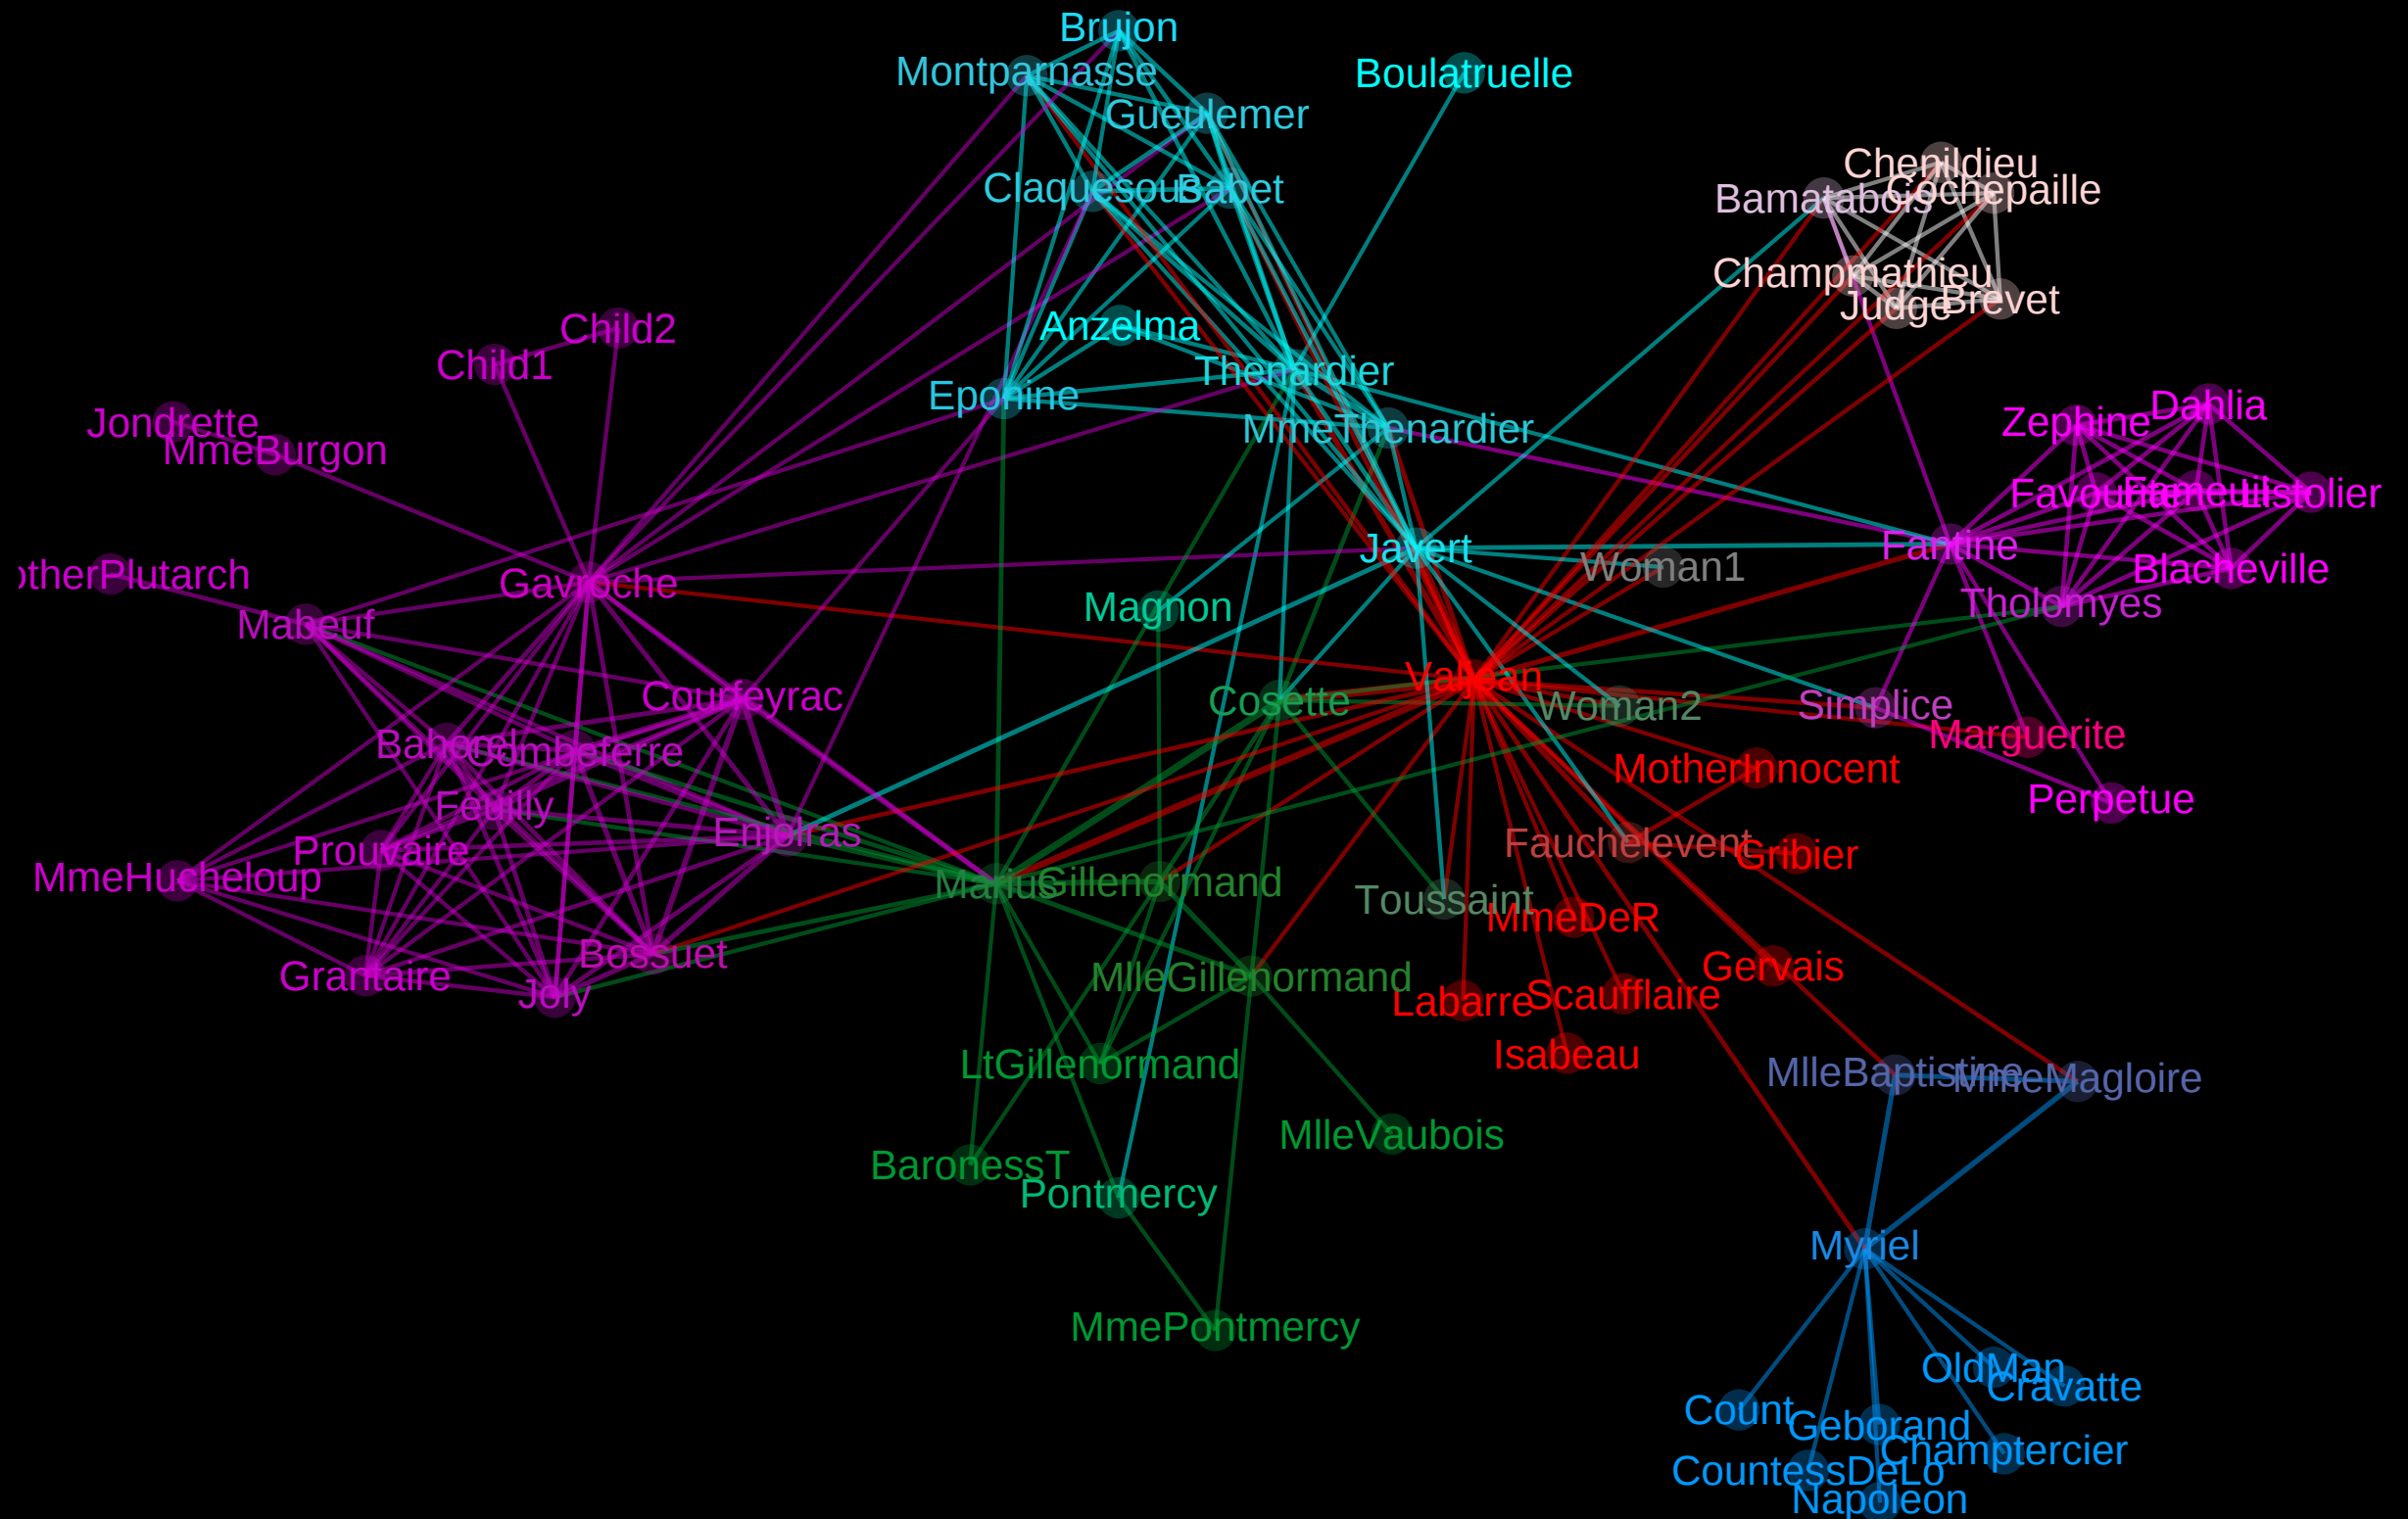 Brujon
Montparnasse
Boulatruelle
Gueulemer
Chenildieu
Claquesous
Babet
Bamatabois
Cochepaille
Champmathieu
Judge
Brevet
Child2
Anzelma
Child1
Thenardier
Eponine
Jondrette
MmeThenardier
Zephine
Dahlia
MmeBurgon
Favourite
Fameuil
Listolier
Javert
Woman1
Fantine
Blacheville
otherPlutarch
Gavroche
Magnon
Tholomyes
Mabeuf
Courfeyrac
Cosette
Valjean
Woman2
Simplice
Marguerite
Bahorel
Combeferre
MotherInnocent
Perpetue
Feuilly
Enjolras
Fauchelevent
Gribier
Prouvaire
MmeHucheloup
Marius
Gillenormand
Toussaint
MmeDeR
Bossuet
Grantaire
Joly
MlleGillenormand
Gervais
Labarre
Scaufflaire
Isabeau
LtGillenormand
MlleBaptistine
MmeMagloire
MlleVaubois
BaronessT
Pontmercy
Myriel
MmePontmercy
OldMan
Cravatte
Count
Geborand
Champtercier
CountessDeLo
Napoleon